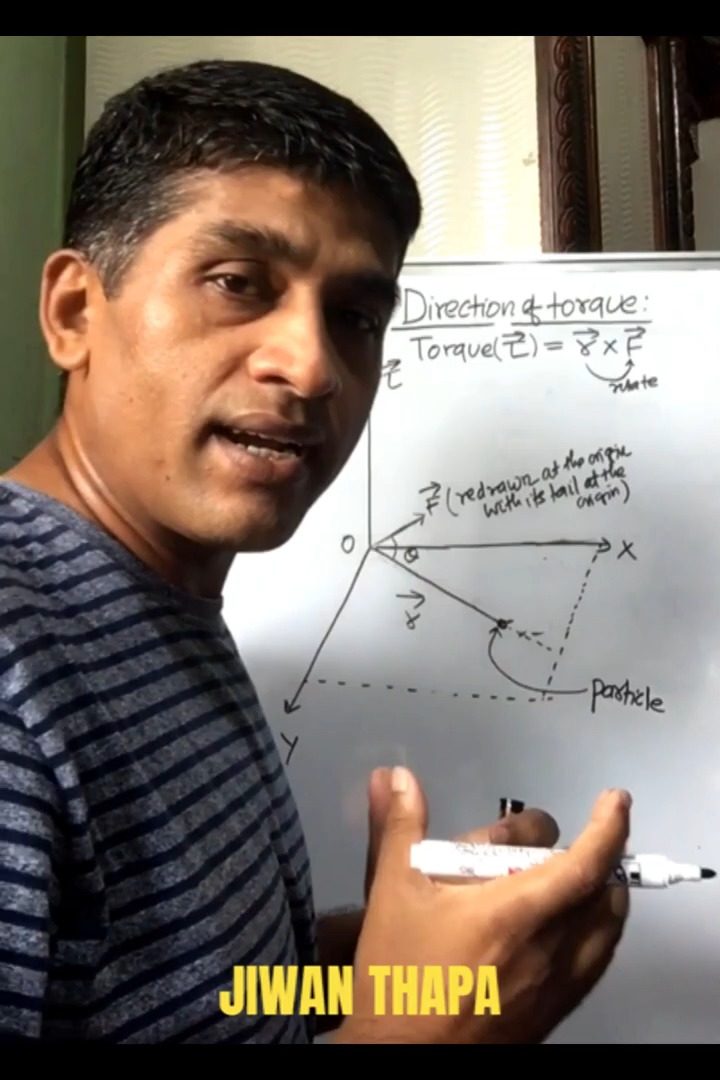 Direction of torque:
Torque(τ⃗) = r⃗ x F⃗
rotate
τ⃗
F⃗ (redrawn at the origin
with its tail at the
origin)
O
θ
X
r⃗
particle
Y
JIWAN THAPA